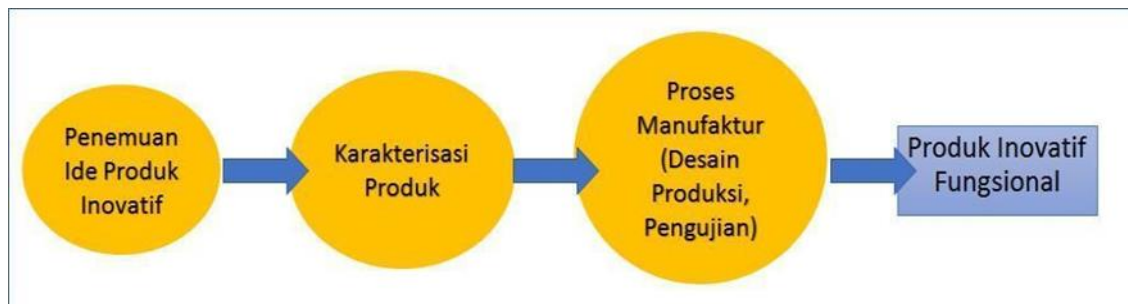 Penemuan
Ide Produk
Inovatif
Karakterisasi
Produk
Proses
Manufaktur
(Desain
Produksi,
Pengujian)
Produk Inovatif
Fungsional